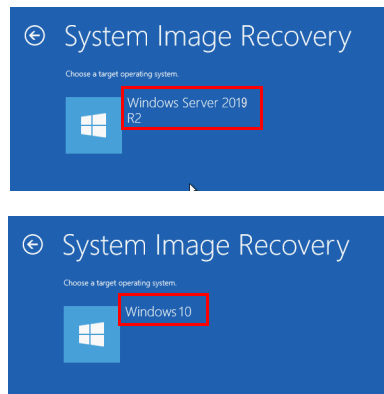 System Image Recovery
Choose a target operating system.
Windows Server 2019
R2
System Image Recovery
Choose a target operating system.
Windows 10